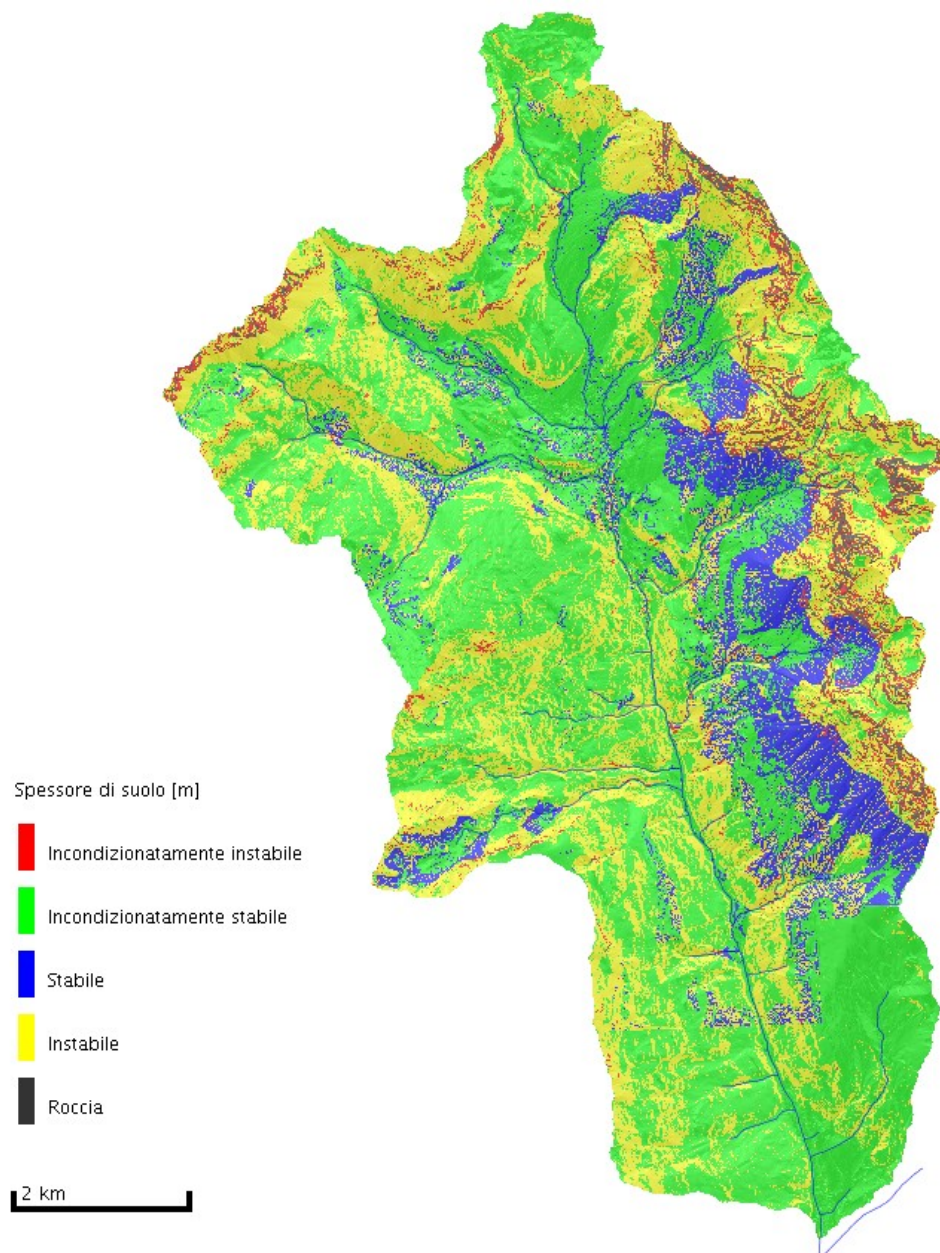 Spessore di suolo [m]
Incondizionatamente instabile
Incondizionatamente stabile
Stabile
Instabile
Roccia
2 km